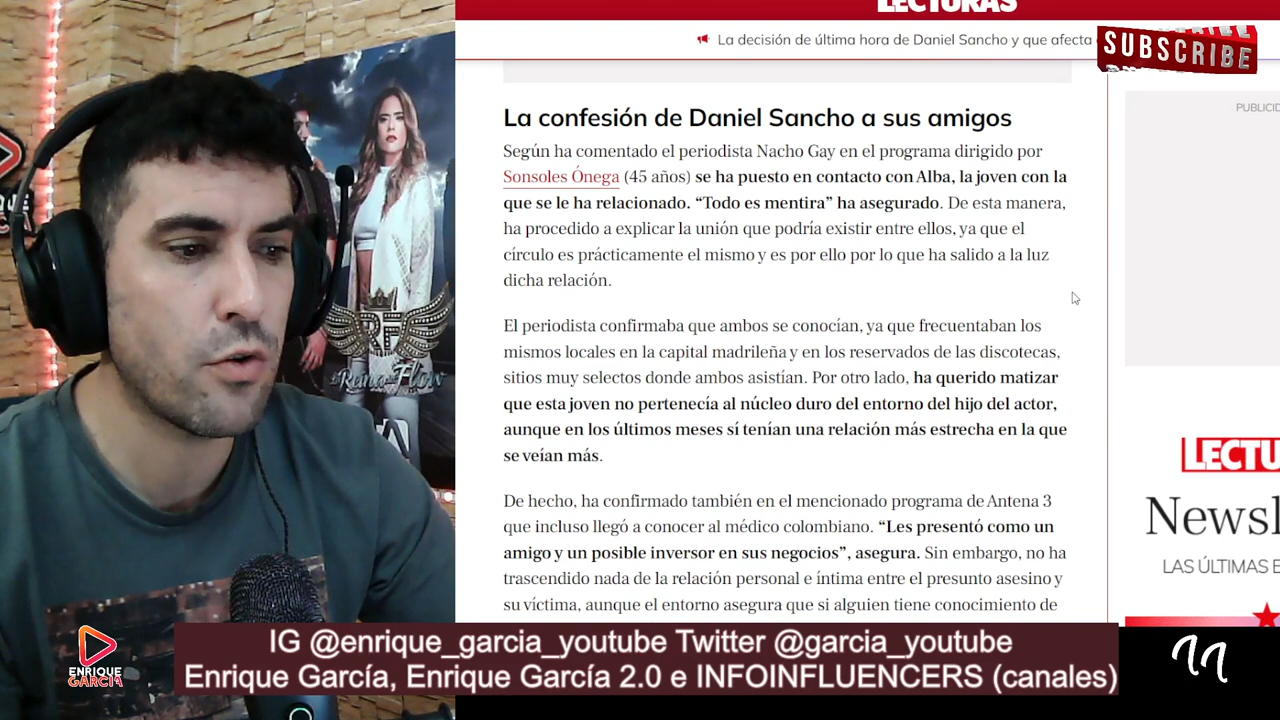 LECTURAS
La decisión de última hora de Daniel Sancho y que afecta
SUBSCRIBE
PUBLICID
La confesión de Daniel Sancho a sus amigos
Según ha comentado el periodista Nacho Gay en el programa dirigido por
Sonsoles Ónega (45 años) se ha puesto en contacto con Alba, la joven con la
que se le ha relacionado. “Todo es mentira” ha asegurado. De esta manera,
ha procedido a explicar la unión que podría existir entre ellos, ya que el
círculo es prácticamente el mismo y es por ello por lo que ha salido a la luz
dicha relación.
El periodista confirmaba que ambos se conocían, ya que frecuentaban los
mismos locales en la capital madrileña y en los reservados de las discotecas,
sitios muy selectos donde ambos asistían. Por otro lado, ha querido matizar
que esta joven no pertenecía al núcleo duro del entorno del hijo del actor,
aunque en los últimos meses sí tenían una relación más estrecha en la que
se veían más.
De hecho, ha confirmado también en el mencionado programa de Antena 3
que incluso llegó a conocer al médico colombiano. “Les presentó como un
amigo y un posible inversor en sus negocios”, asegura. Sin embargo, no ha
trascendido nada de la relación personal e íntima entre el presunto asesino y
su víctima, aunque el entorno asegura que si alguien tiene conocimiento de
LECTU
Newsl
LAS ÚLTIMAS E
RF
La Reina del Flow
IG @enrique_garcia_youtube Twitter @garcia_youtube
Enrique García, Enrique García 2.0 e INFOINFLUENCERS (canales)
ENRIQUE
GARCÍA